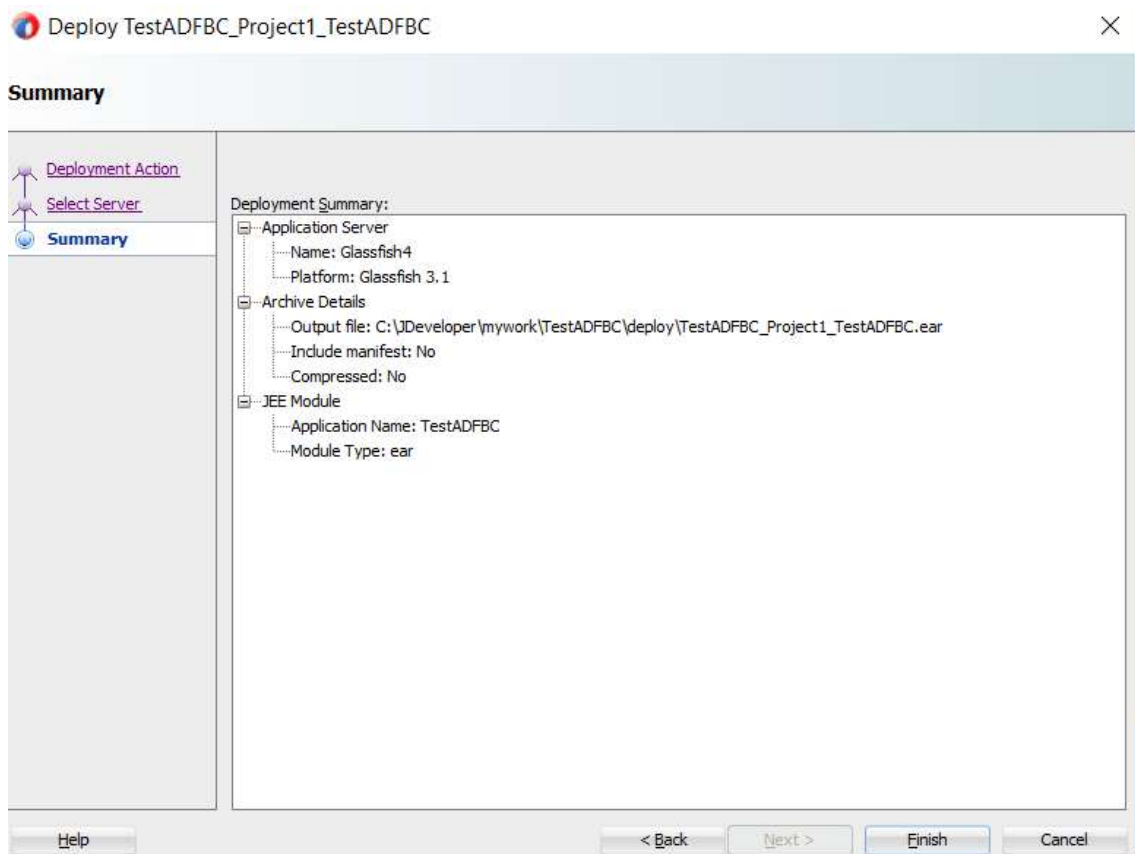 Deploy TestADFBC_Project1_TestADFBC
Summary
Deployment Action
Select Server
Summary
Deployment Summary:
Application Server
Name: Glassfish4
Platform: Glassfish 3.1
Archive Details
Output file: C:\JDeveloper\mywork\TestADFBC\deploy\TestADFBC_Project1_TestADFBC.ear
Include manifest: No
Compressed: No
JEE Module
Application Name: TestADFBC
Module Type: ear
Help
< Back
Next >
Finish
Cancel